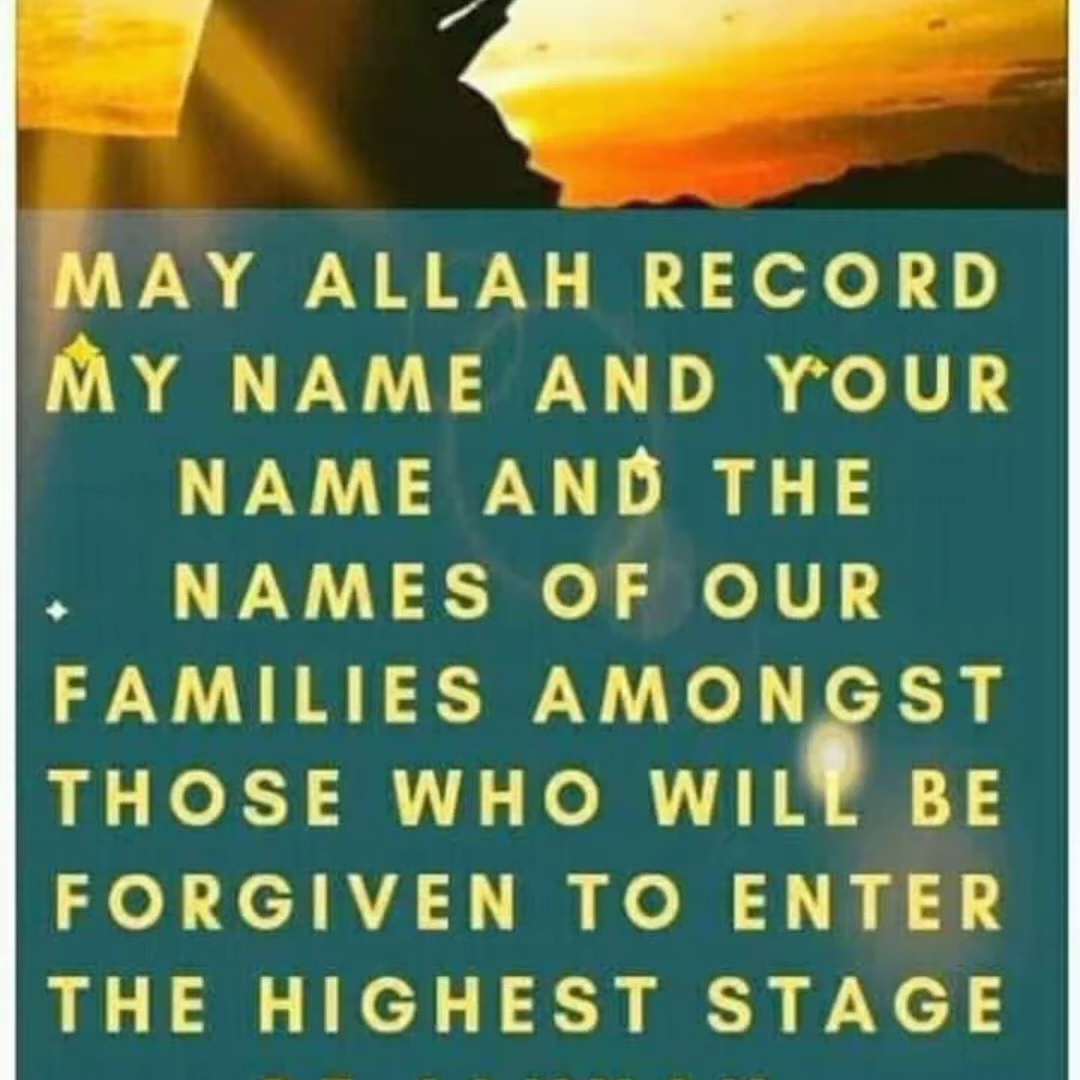 MAY ALLAH RECORD
MY NAME AND YOUR
NAME AND THE
NAMES OF OUR
FAMILIES AMONGST
THOSE WHO WILL BE
FORGIVEN TO ENTER
THE HIGHEST STAGE